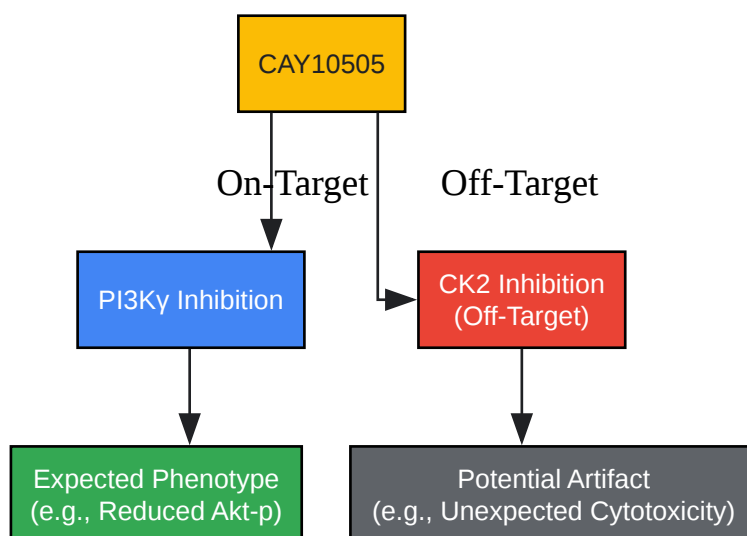 CAY10505
On-Target
Off-Target
PI3Kγ Inhibition
CK2 Inhibition
(Off-Target)
Expected Phenotype
(e.g., Reduced Akt-p)
Potential Artifact
(e.g., Unexpected Cytotoxicity)